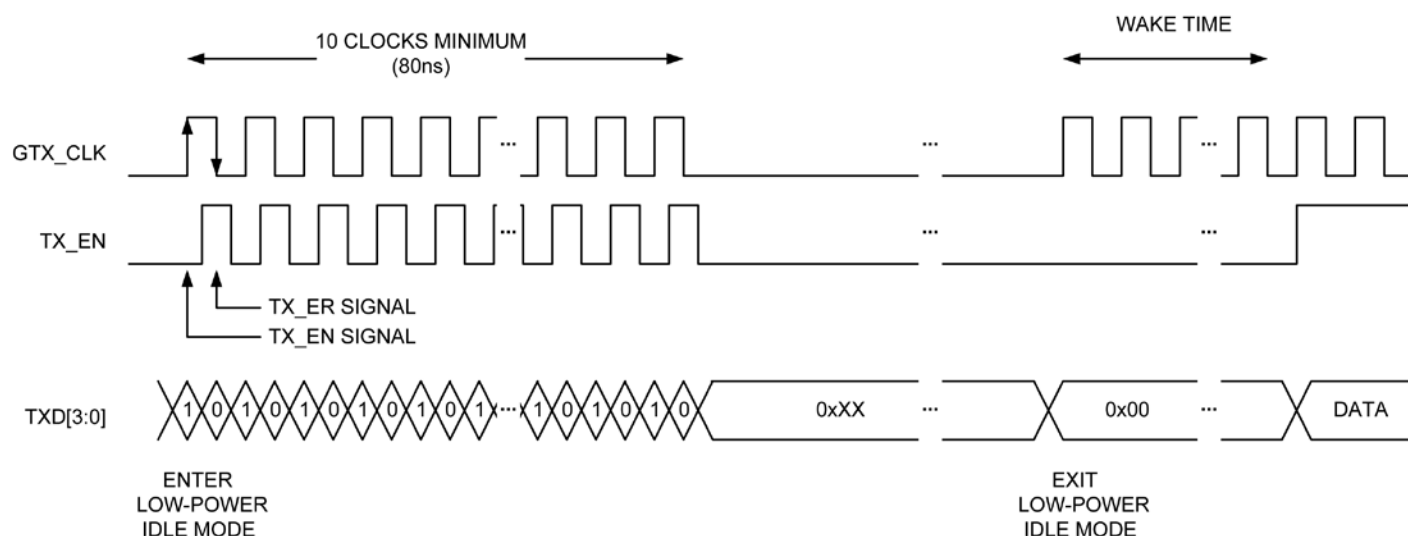 10 CLOCKS MINIMUM
(80ns)
WAKE TIME
GTX_CLK
...
...
...
TX_EN
...
...
...
TX_ER SIGNAL
TX_EN SIGNAL
TXD[3:0]
1 0 1 0 1 0 1 0 1 0 1 ... 1 0 1 0 1 0
0xXX
...
0x00
...
DATA
ENTER
LOW-POWER
IDLE MODE
EXIT
LOW-POWER
IDLE MODE